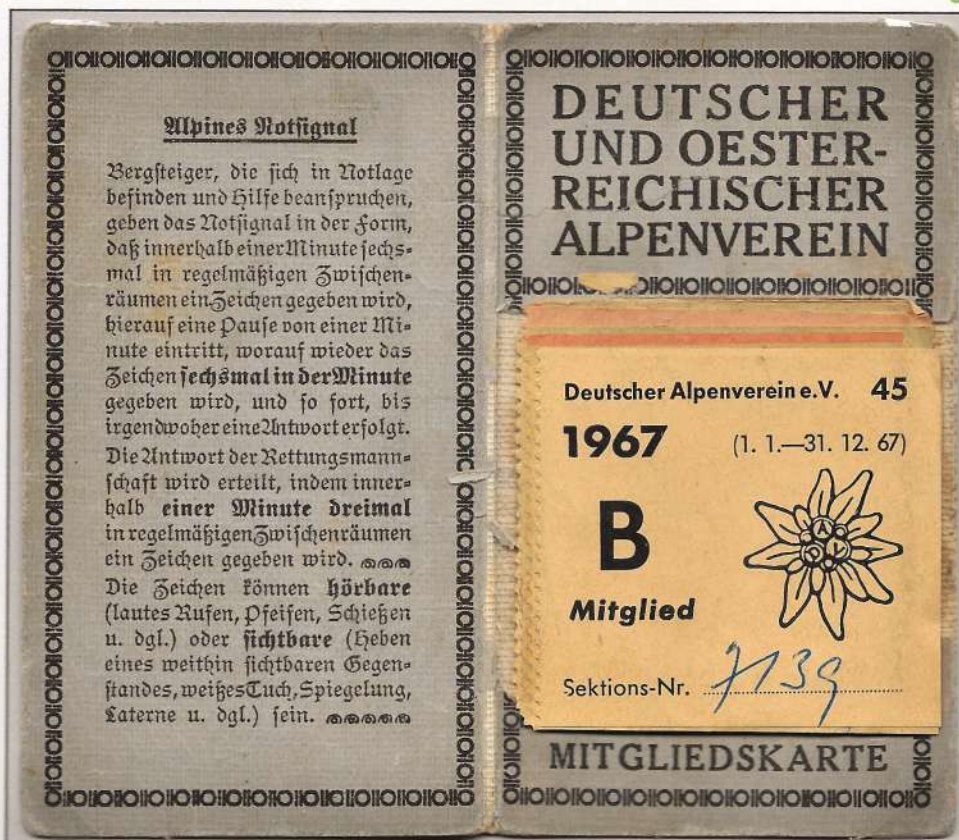 Alpines Notsignal
Bergsteiger, die sich in Notlage
befinden und Hilfe beanspruchen,
geben das Notsignal in der Form,
daß innerhalb einer Minute sechs-
mal in regelmäßigen Zwischen-
räumen ein Zeichen gegeben wird,
hierauf eine Pause von einer Mi-
nute eintritt, worauf wieder das
Zeichen sechsmal in der Minute
gegeben wird, und so fort, bis
irgendwoher eine Antwort erfolgt.
Die Antwort der Rettungsmann-
schaft wird erteilt, indem inner-
halb einer Minute dreimal
in regelmäßigen Zwischenräumen
ein Zeichen gegeben wird.
Die Zeichen können hörbare
(lautes Rufen, Pfeifen, Schießen
u. dgl.) oder sichtbare (Heben
eines weithin sichtbaren Gegen-
standes, weißes Tuch, Spiegelung,
Laterne u. dgl.) sein.
DEUTSCHER
UND OESTER-
REICHISCHER
ALPENVEREIN
Deutscher Alpenverein e.V. 45
1967 (1. 1.—31. 12. 67)
B
A
D V
Mitglied
Sektions-Nr. 7139
MITGLIEDSKARTE